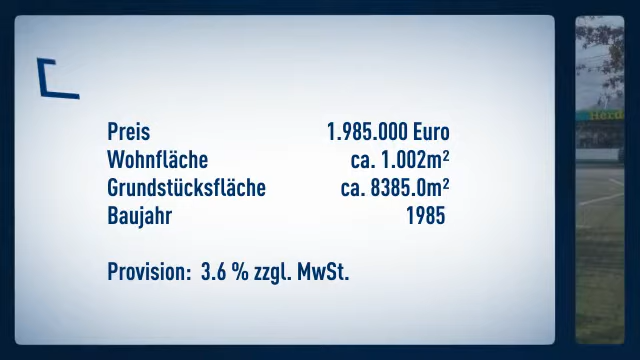 Preis 1.985.000 Euro
Wohnfläche ca. 1.002m²
Grundstücksfläche ca. 8385.0m²
Baujahr 1985
Provision: 3.6 % zzgl. MwSt.
Herd